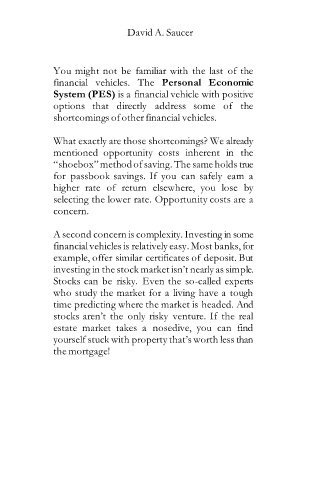 David A. Saucer
You might not be familiar with the last of the
financial vehicles. The Personal Economic
System (PES) is a financial vehicle with positive
options that directly address some of the
shortcomings of other financial vehicles.
What exactly are those shortcomings? We already
mentioned opportunity costs inherent in the
“shoebox” method of saving. The same holds true
for passbook savings. If you can safely earn a
higher rate of return elsewhere, you lose by
selecting the lower rate. Opportunity costs are a
concern.
A second concern is complexity. Investing in some
financial vehicles is relatively easy. Most banks, for
example, offer similar certificates of deposit. But
investing in the stock market isn’t nearly as simple.
Stocks can be risky. Even the so-called experts
who study the market for a living have a tough
time predicting where the market is headed. And
stocks aren’t the only risky venture. If the real
estate market takes a nosedive, you can find
yourself stuck with property that’s worth less than
the mortgage!